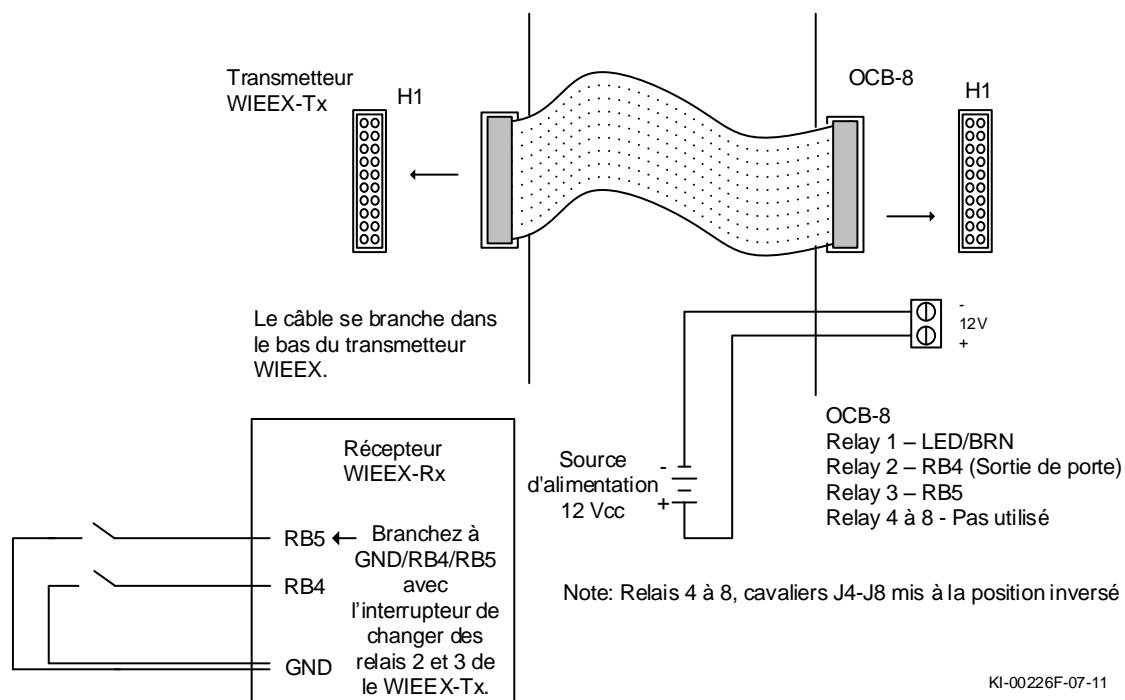 Transmetteur
WIEEX-Tx
H1
OCB-8
H1
Le câble se branche dans
le bas du transmetteur
WIEEX.
-
12V
+
OCB-8
Relay 1 – LED/BRN
Relay 2 – RB4 (Sortie de porte)
Relay 3 – RB5
Relay 4 à 8 - Pas utilisé
Source
d'alimentation
12 Vcc
-
+
Récepteur
WIEEX-Rx
RB5
RB4
GND
Branchez à
GND/RB4/RB5
avec
l'interrupteur de
changer des
relais 2 et 3 de
le WIEEX-Tx.
Note: Relais 4 à 8, cavaliers J4-J8 mis à la position inversé
KI-00226F-07-11